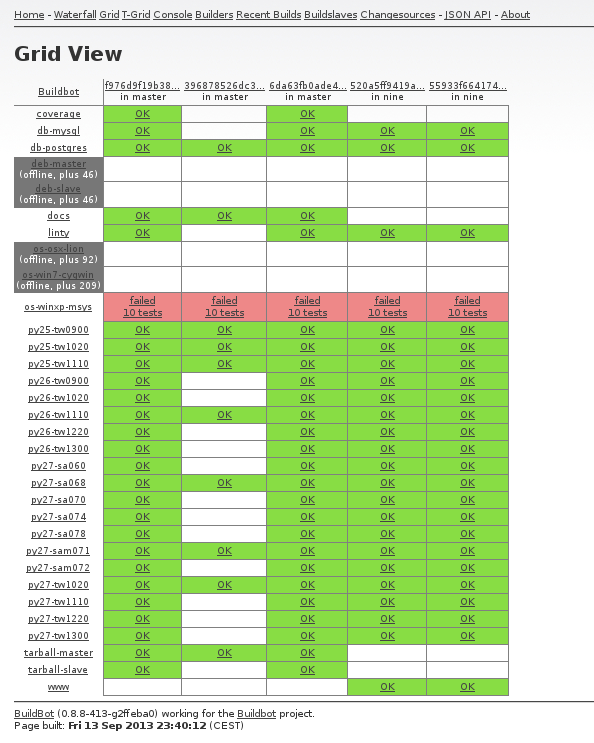 Home - Waterfall Grid T-Grid Console Builders Recent Builds Buildslaves Changesources - JSON API - About
Grid View
Buildbot f976d9f19b38... 396878526dc3... 6da63fb0ade4... 520a5ff9419a... 55933f664174...
in master in master in master in nine in nine
coverage OK OK
db-mysql OK OK OK OK
db-postgres OK OK OK OK OK
deb-master
(offline, plus 46)
deb-slave
(offline, plus 46)
docs OK OK OK
linty OK OK OK OK
os-osx-lion
(offline, plus 92)
os-win7-cygwin
(offline, plus 209)
os-winxp-msys failed failed failed failed failed
10 tests 10 tests 10 tests 10 tests 10 tests
py25-tw0900 OK OK OK OK OK
py25-tw1020 OK OK OK OK OK
py25-tw1110 OK OK OK OK OK
py26-tw0900 OK OK OK OK
py26-tw1020 OK OK OK OK
py26-tw1110 OK OK OK OK OK
py26-tw1220 OK OK OK OK
py26-tw1300 OK OK OK OK
py27-sa060 OK OK OK OK
py27-sa068 OK OK OK OK OK
py27-sa070 OK OK OK OK
py27-sa074 OK OK OK OK
py27-sa078 OK OK OK OK
py27-sam071 OK OK OK OK OK
py27-sam072 OK OK OK OK
py27-tw1020 OK OK OK OK OK
py27-tw1110 OK OK OK OK
py27-tw1220 OK OK OK OK
py27-tw1300 OK OK OK OK
tarball-master OK OK OK
tarball-slave OK OK
www OK OK
BuildBot (0.8.8-413-g2ffeba0) working for the Buildbot project.
Page built: Fri 13 Sep 2013 23:40:12 (CEST)